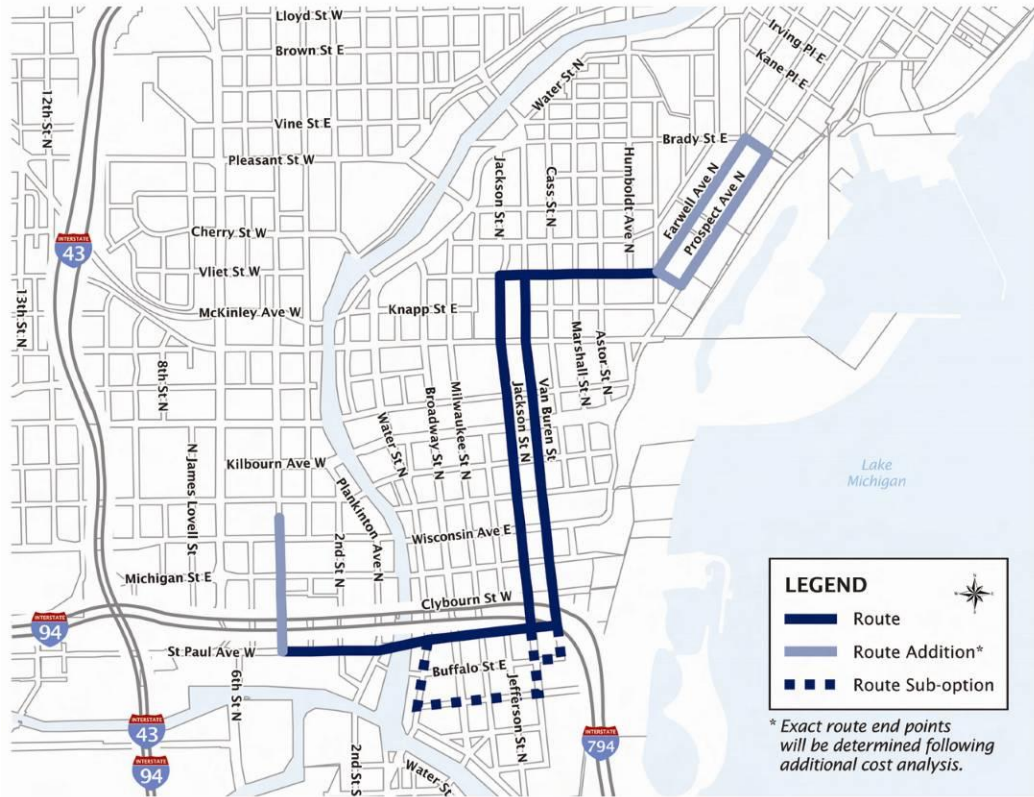 Lloyd St W
Brown St E
Irving Pl E
Kane Pl E
Water St N
12th St N
Vine St E
Brady St E
Pleasant St W
Jackson St N
Cass St N
Humboldt Ave N
Farwell Ave N
Prospect Ave N
Cherry St W
INTERSTATE
43
Vliet St W
13th St N
McKinley Ave W
Knapp St E
8th St N
Marshall St N
Astor St N
Broadway St N
Milwaukee St N
Jackson St N
Van Buren St
Water St N
N James Lovell St
Kilbourn Ave W
Plankinton Ave N
Lake
Michigan
Wisconsin Ave E
2nd St N
Michigan St E
Clybourn St W
INTERSTATE
94
St Paul Ave W
6th St N
Buffalo St E
Jefferson St N
INTERSTATE
43
INTERSTATE
94
2nd St S
Water St
INTERSTATE
794
LEGEND
Route
Route Addition*
Route Sub-option
* Exact route end points
will be determined following
additional cost analysis.